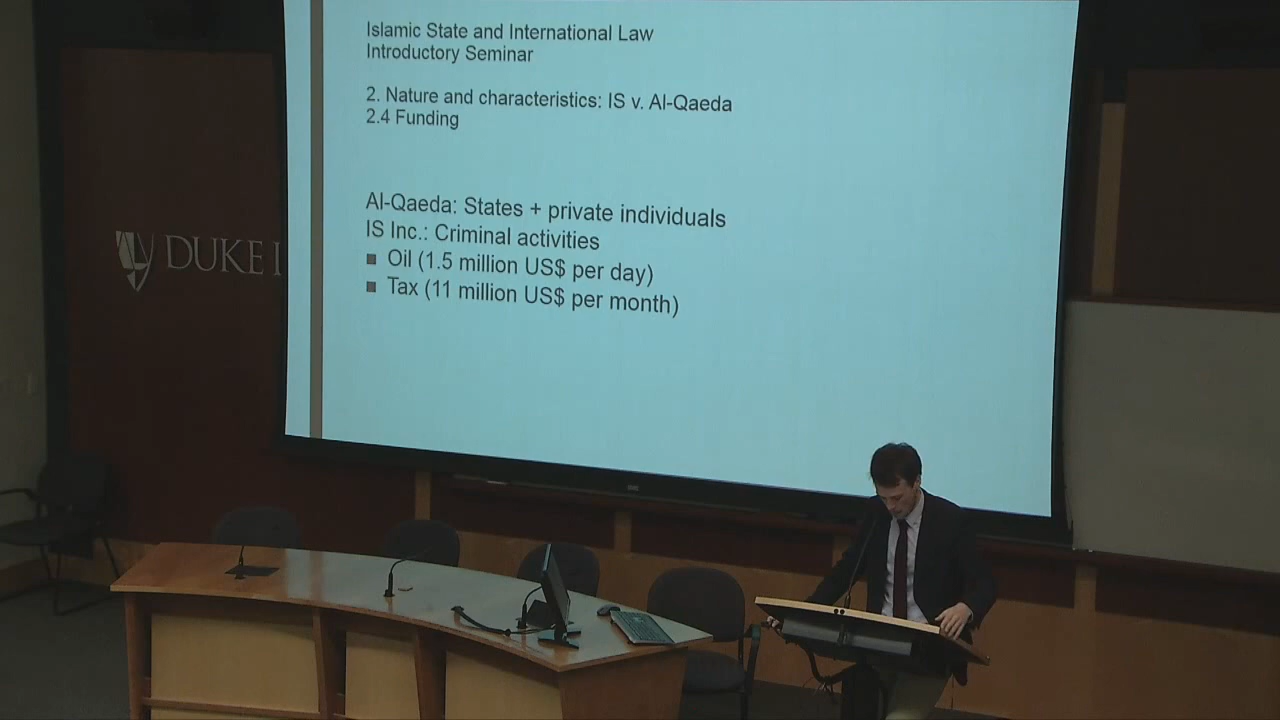 Islamic State and International Law
Introductory Seminar
2. Nature and characteristics: IS v. Al-Qaeda
2.4 Funding
Al-Qaeda: States + private individuals
IS Inc.: Criminal activities
■ Oil (1.5 million US$ per day)
■ Tax (11 million US$ per month)
DUKE